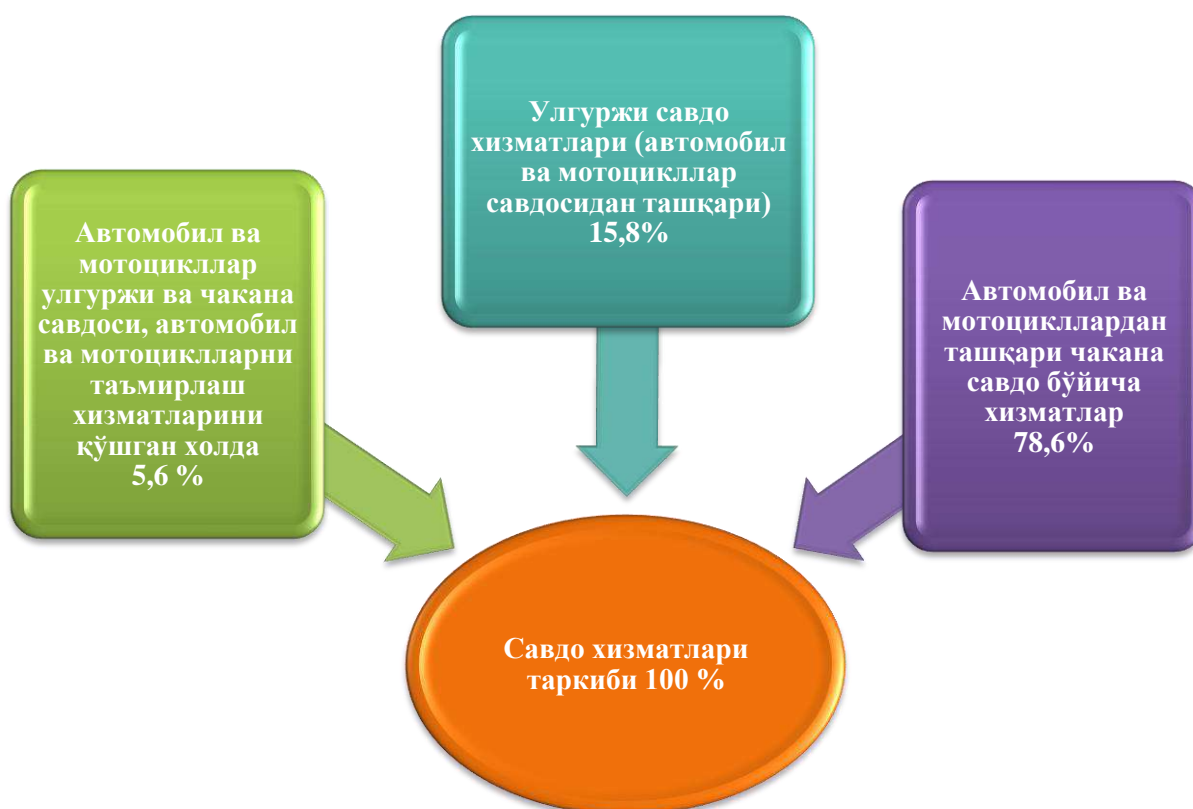 Улгуржи савдо
хизматлари (автомобил
ва мотоцикллар
савдосидан ташқари)
15,8%
Автомобил ва
мотоцикллар
улгуржи ва чакана
савдоси, автомобил
ва мотоциклларни
таъмирлаш
хизматларини
қўшган холда
5,6 %
Автомобил ва
мотоцикллардан
ташқари чакана
савдо бўйича
хизматлар
78,6%
Савдо хизматлари
таркиби 100 %